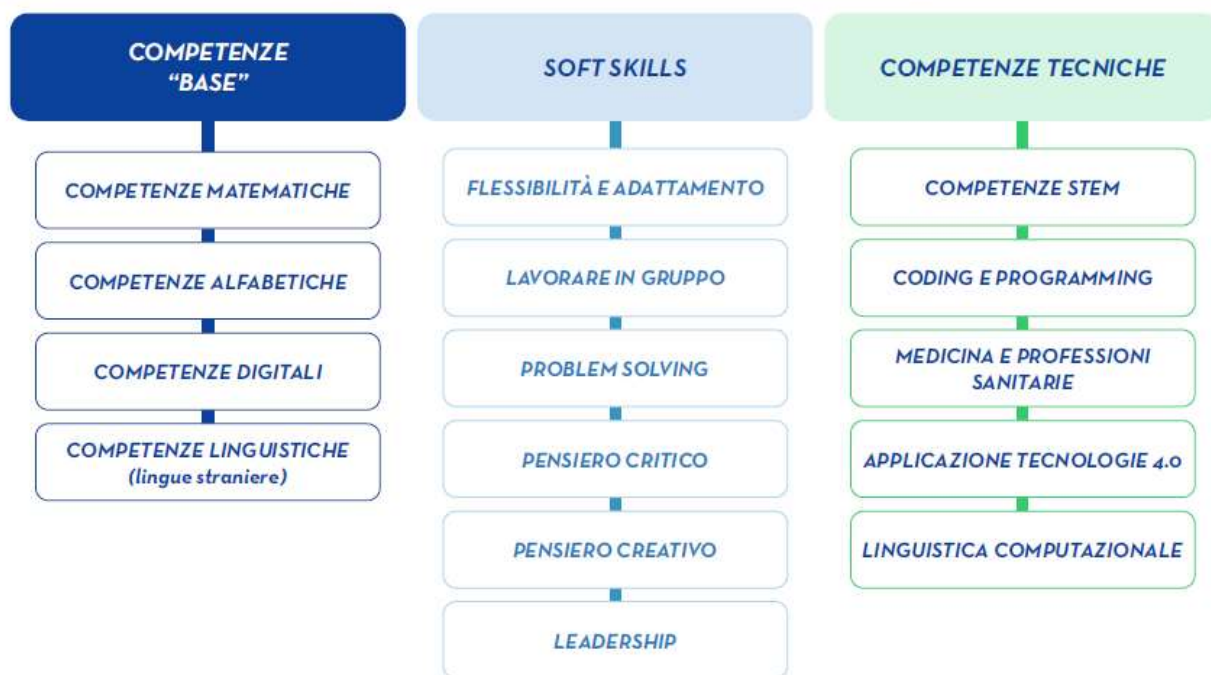 COMPETENZE
“BASE”
COMPETENZE MATEMATICHE
COMPETENZE ALFABETICHE
COMPETENZE DIGITALI
COMPETENZE LINGUISTICHE
(lingue straniere)
SOFT SKILLS
FLESSIBILITÀ E ADATTAMENTO
LAVORARE IN GRUPPO
PROBLEM SOLVING
PENSIERO CRITICO
PENSIERO CREATIVO
LEADERSHIP
COMPETENZE TECNICHE
COMPETENZE STEM
CODING E PROGRAMMING
MEDICINA E PROFESSIONI
SANITARIE
APPLICAZIONE TECNOLOGIE 4.0
LINGUISTICA COMPUTAZIONALE